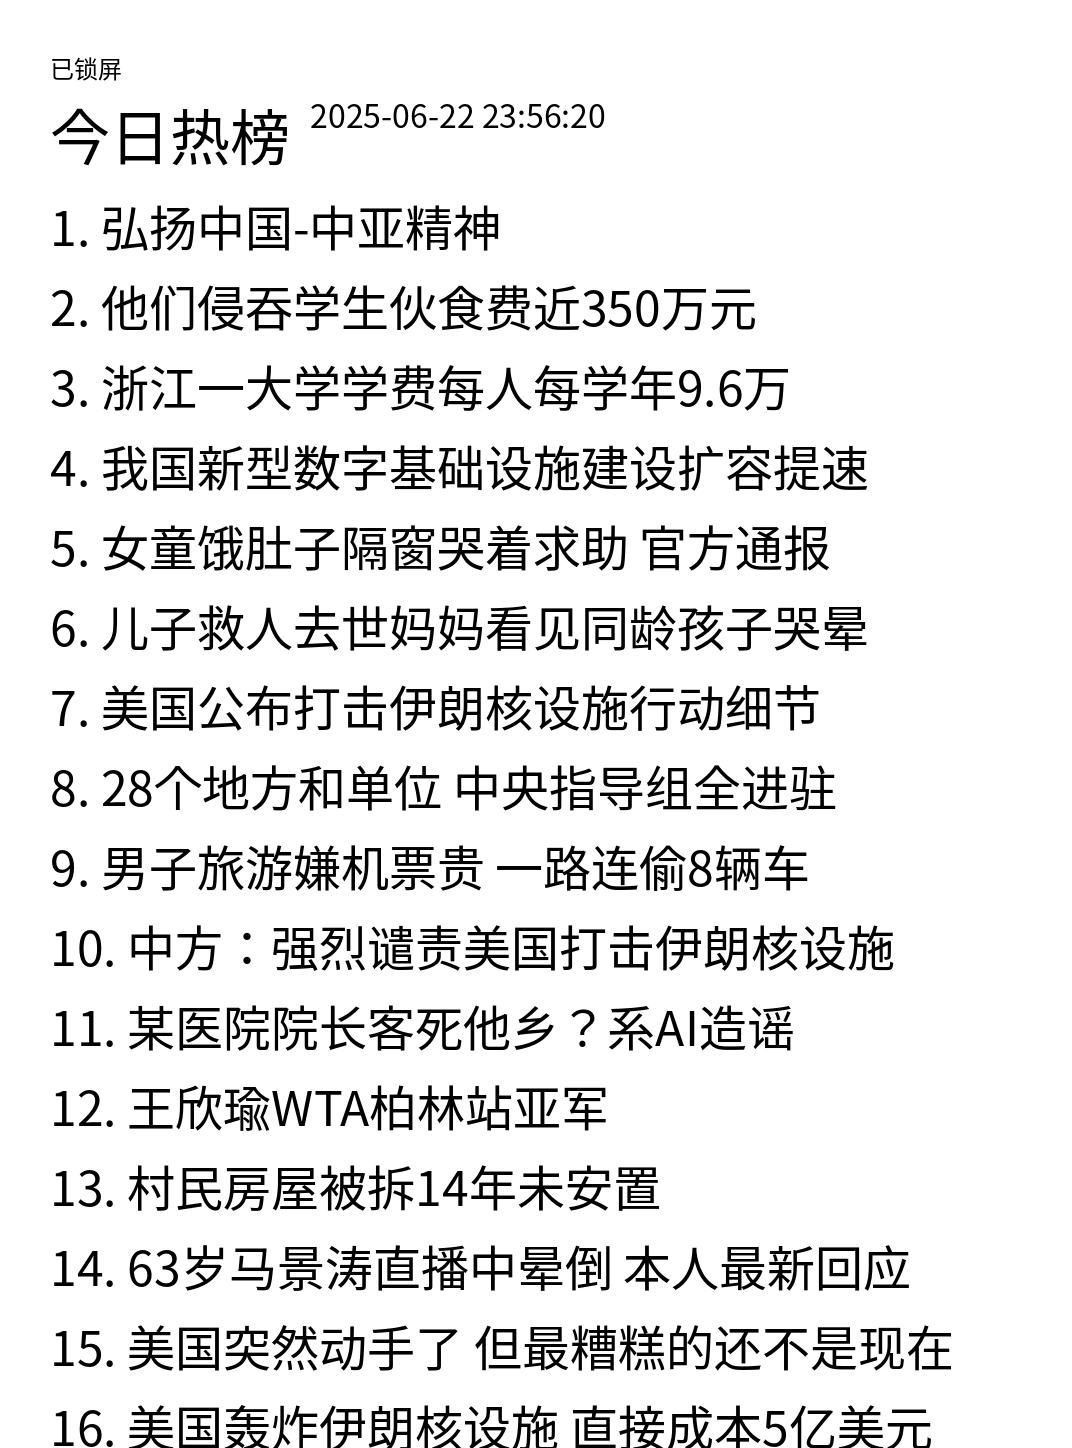 已锁屏
今日热榜 2025-06-22 23:56:20
1. 弘扬中国-中亚精神
2. 他们侵吞学生伙食费近350万元
3. 浙江一大学学费每人每学年9.6万
4. 我国新型数字基础设施建设扩容提速
5. 女童饿肚子隔窗哭着求助 官方通报
6. 儿子救人去世妈妈看见同龄孩子哭晕
7. 美国公布打击伊朗核设施行动细节
8. 28个地方和单位 中央指导组全进驻
9. 男子旅游嫌机票贵 一路连偷8辆车
10. 中方：强烈谴责美国打击伊朗核设施
11. 某医院院长客死他乡？系AI造谣
12. 王欣瑜WTA柏林站亚军
13. 村民房屋被拆14年未安置
14. 63岁马景涛直播中晕倒 本人最新回应
15. 美国突然动手了 但最糟糕的还不是现在
16. 美国轰炸伊朗核设施 直接成本5亿美元